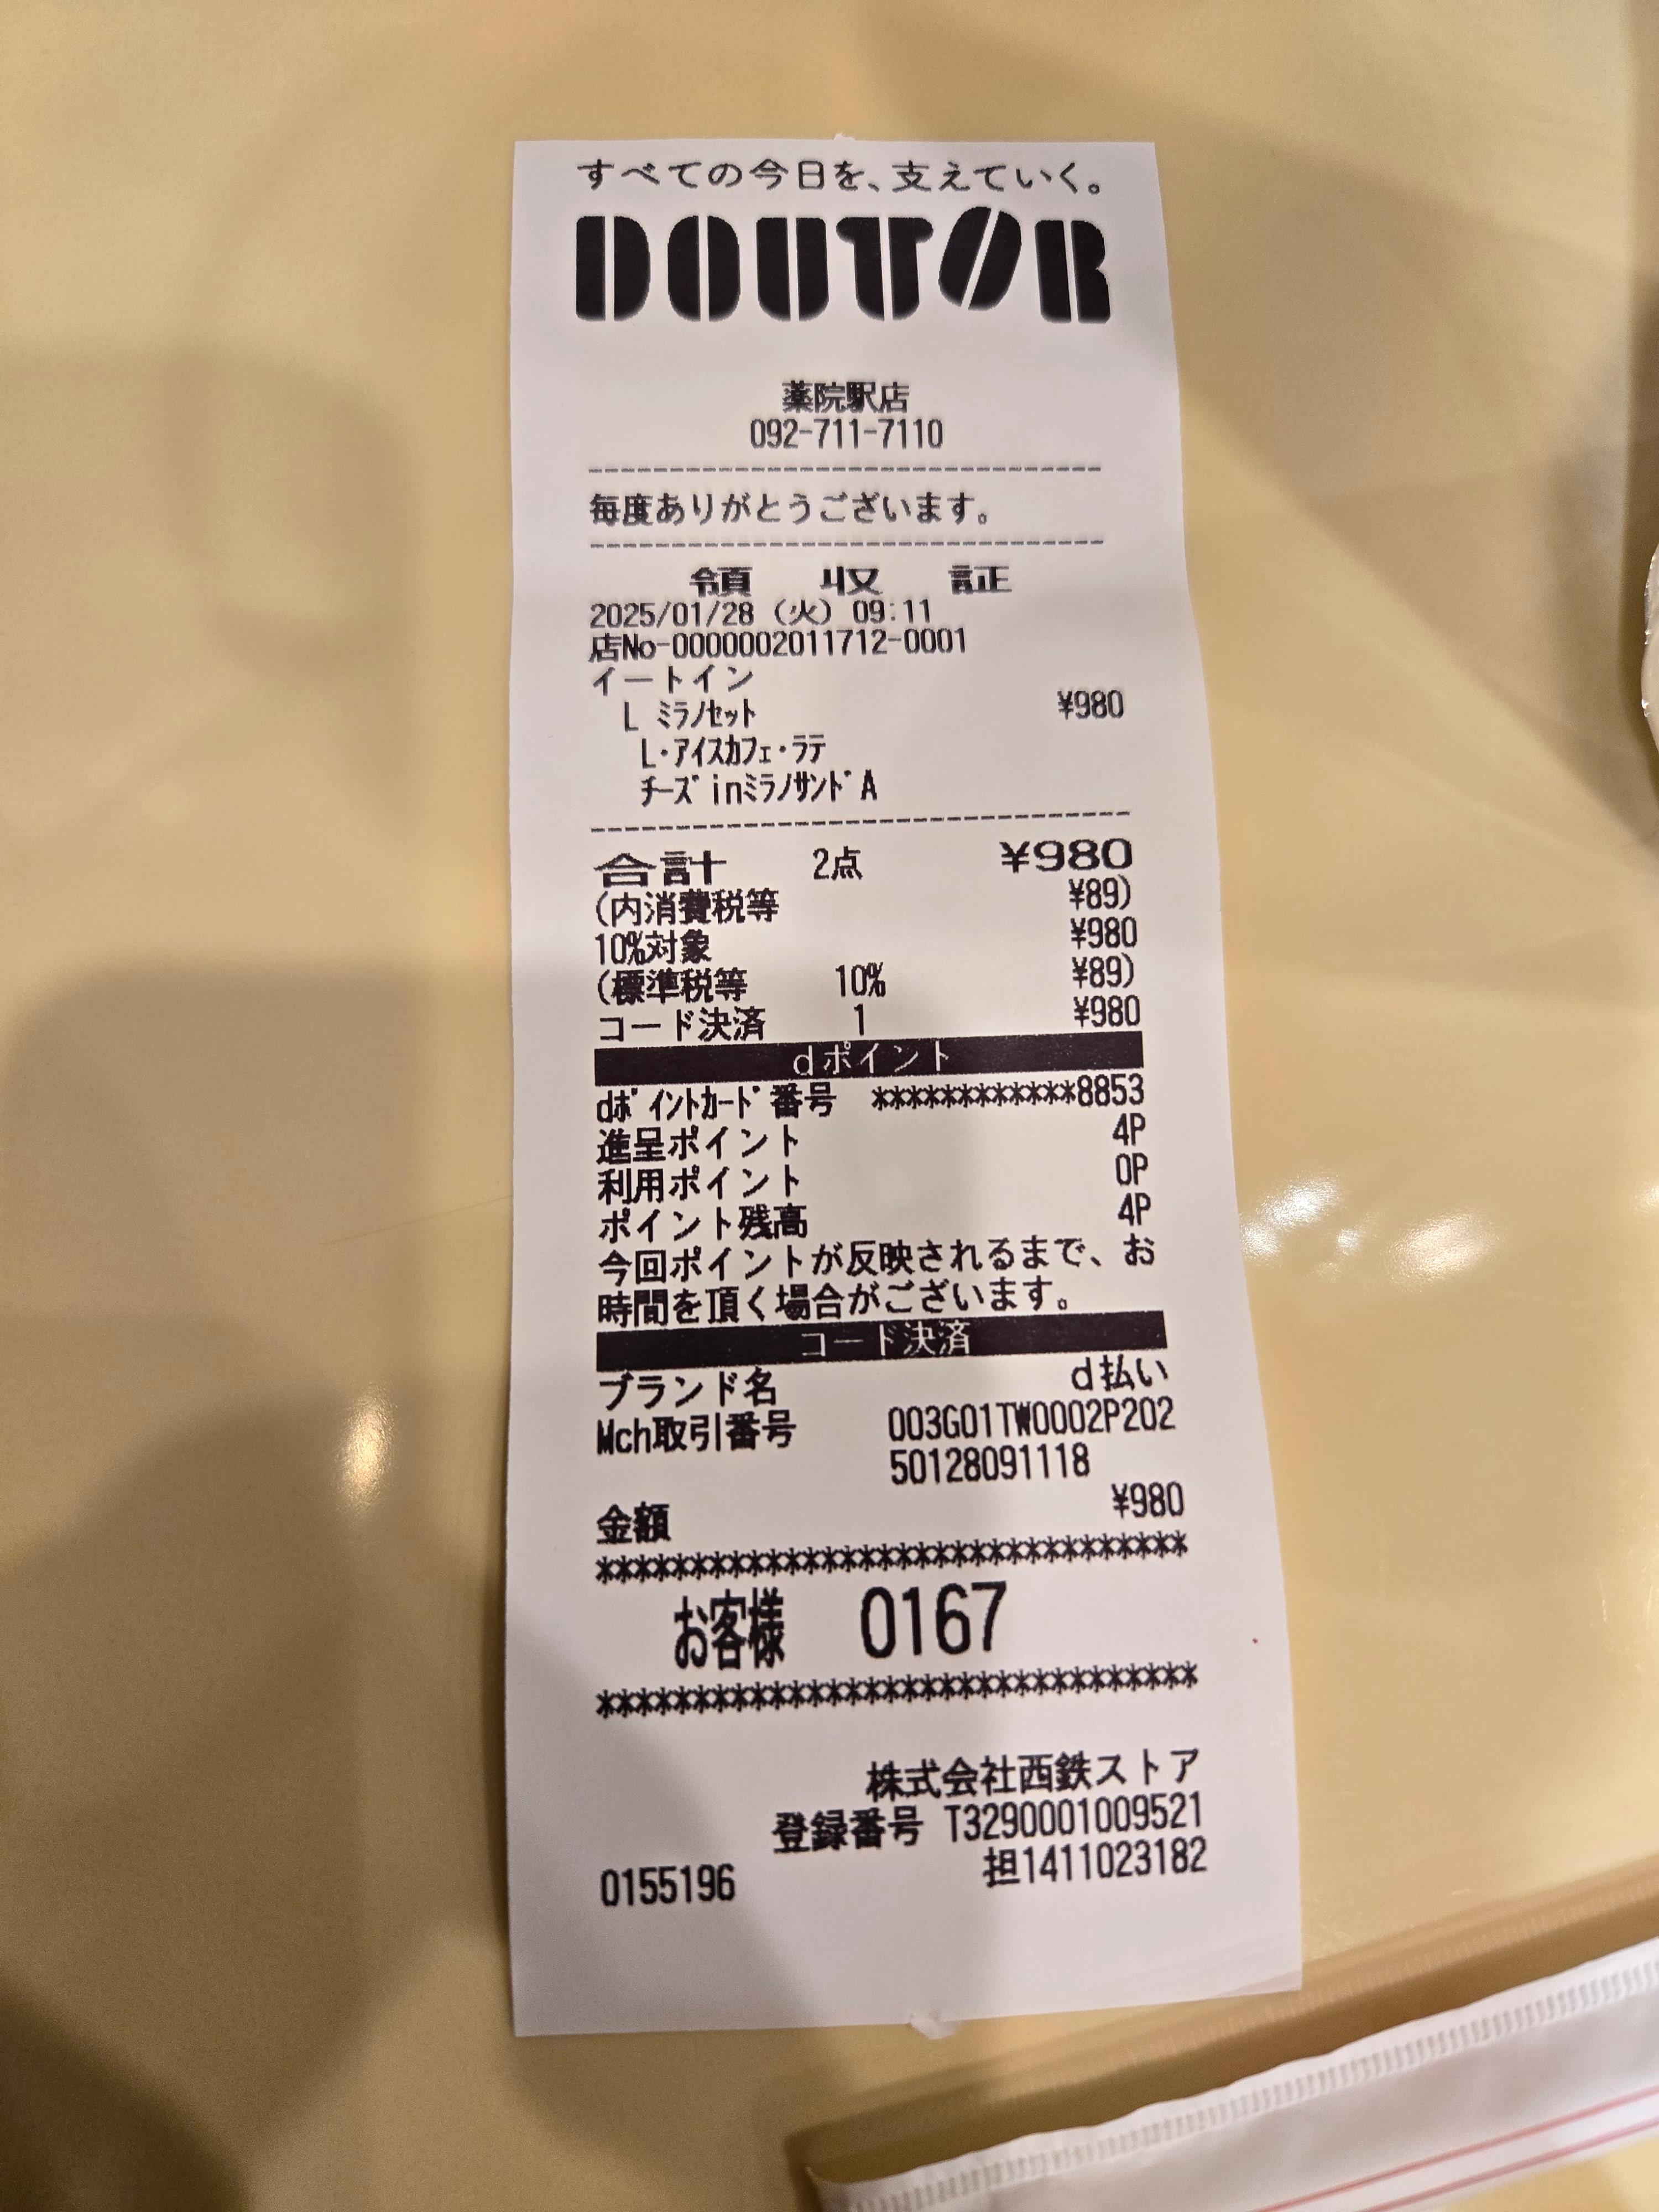 すべての今日を、支えていく。
DOUTOR
薬院駅店
092-711-7110
--------------------------------
毎度ありがとうございます。
--------------------------------
領 収 証
2025/01/28 (火) 09:11
店No-0000002011712-0001
イートイン
L ミラノセット ¥980
L・アイスカフェ・ラテ
チーズinミラノサンドA
--------------------------------
合計 2点 ¥980
(内消費税等 ¥89)
10%対象 ¥980
(標準税等 10% ¥89)
コード決済 1 ¥980
dポイント
dポイントカード番号 ************8853
進呈ポイント 4P
利用ポイント 0P
ポイント残高 4P
今回ポイントが反映されるまで、お
時間を頂く場合がございます。
コード決済
ブランド名 d払い
Mch取引番号 003G01TW0002P202
50128091118
金額 ¥980
********************************
お客様 0167
********************************
株式会社西鉄ストア
登録番号 T3290001009521
0155196 担1411023182